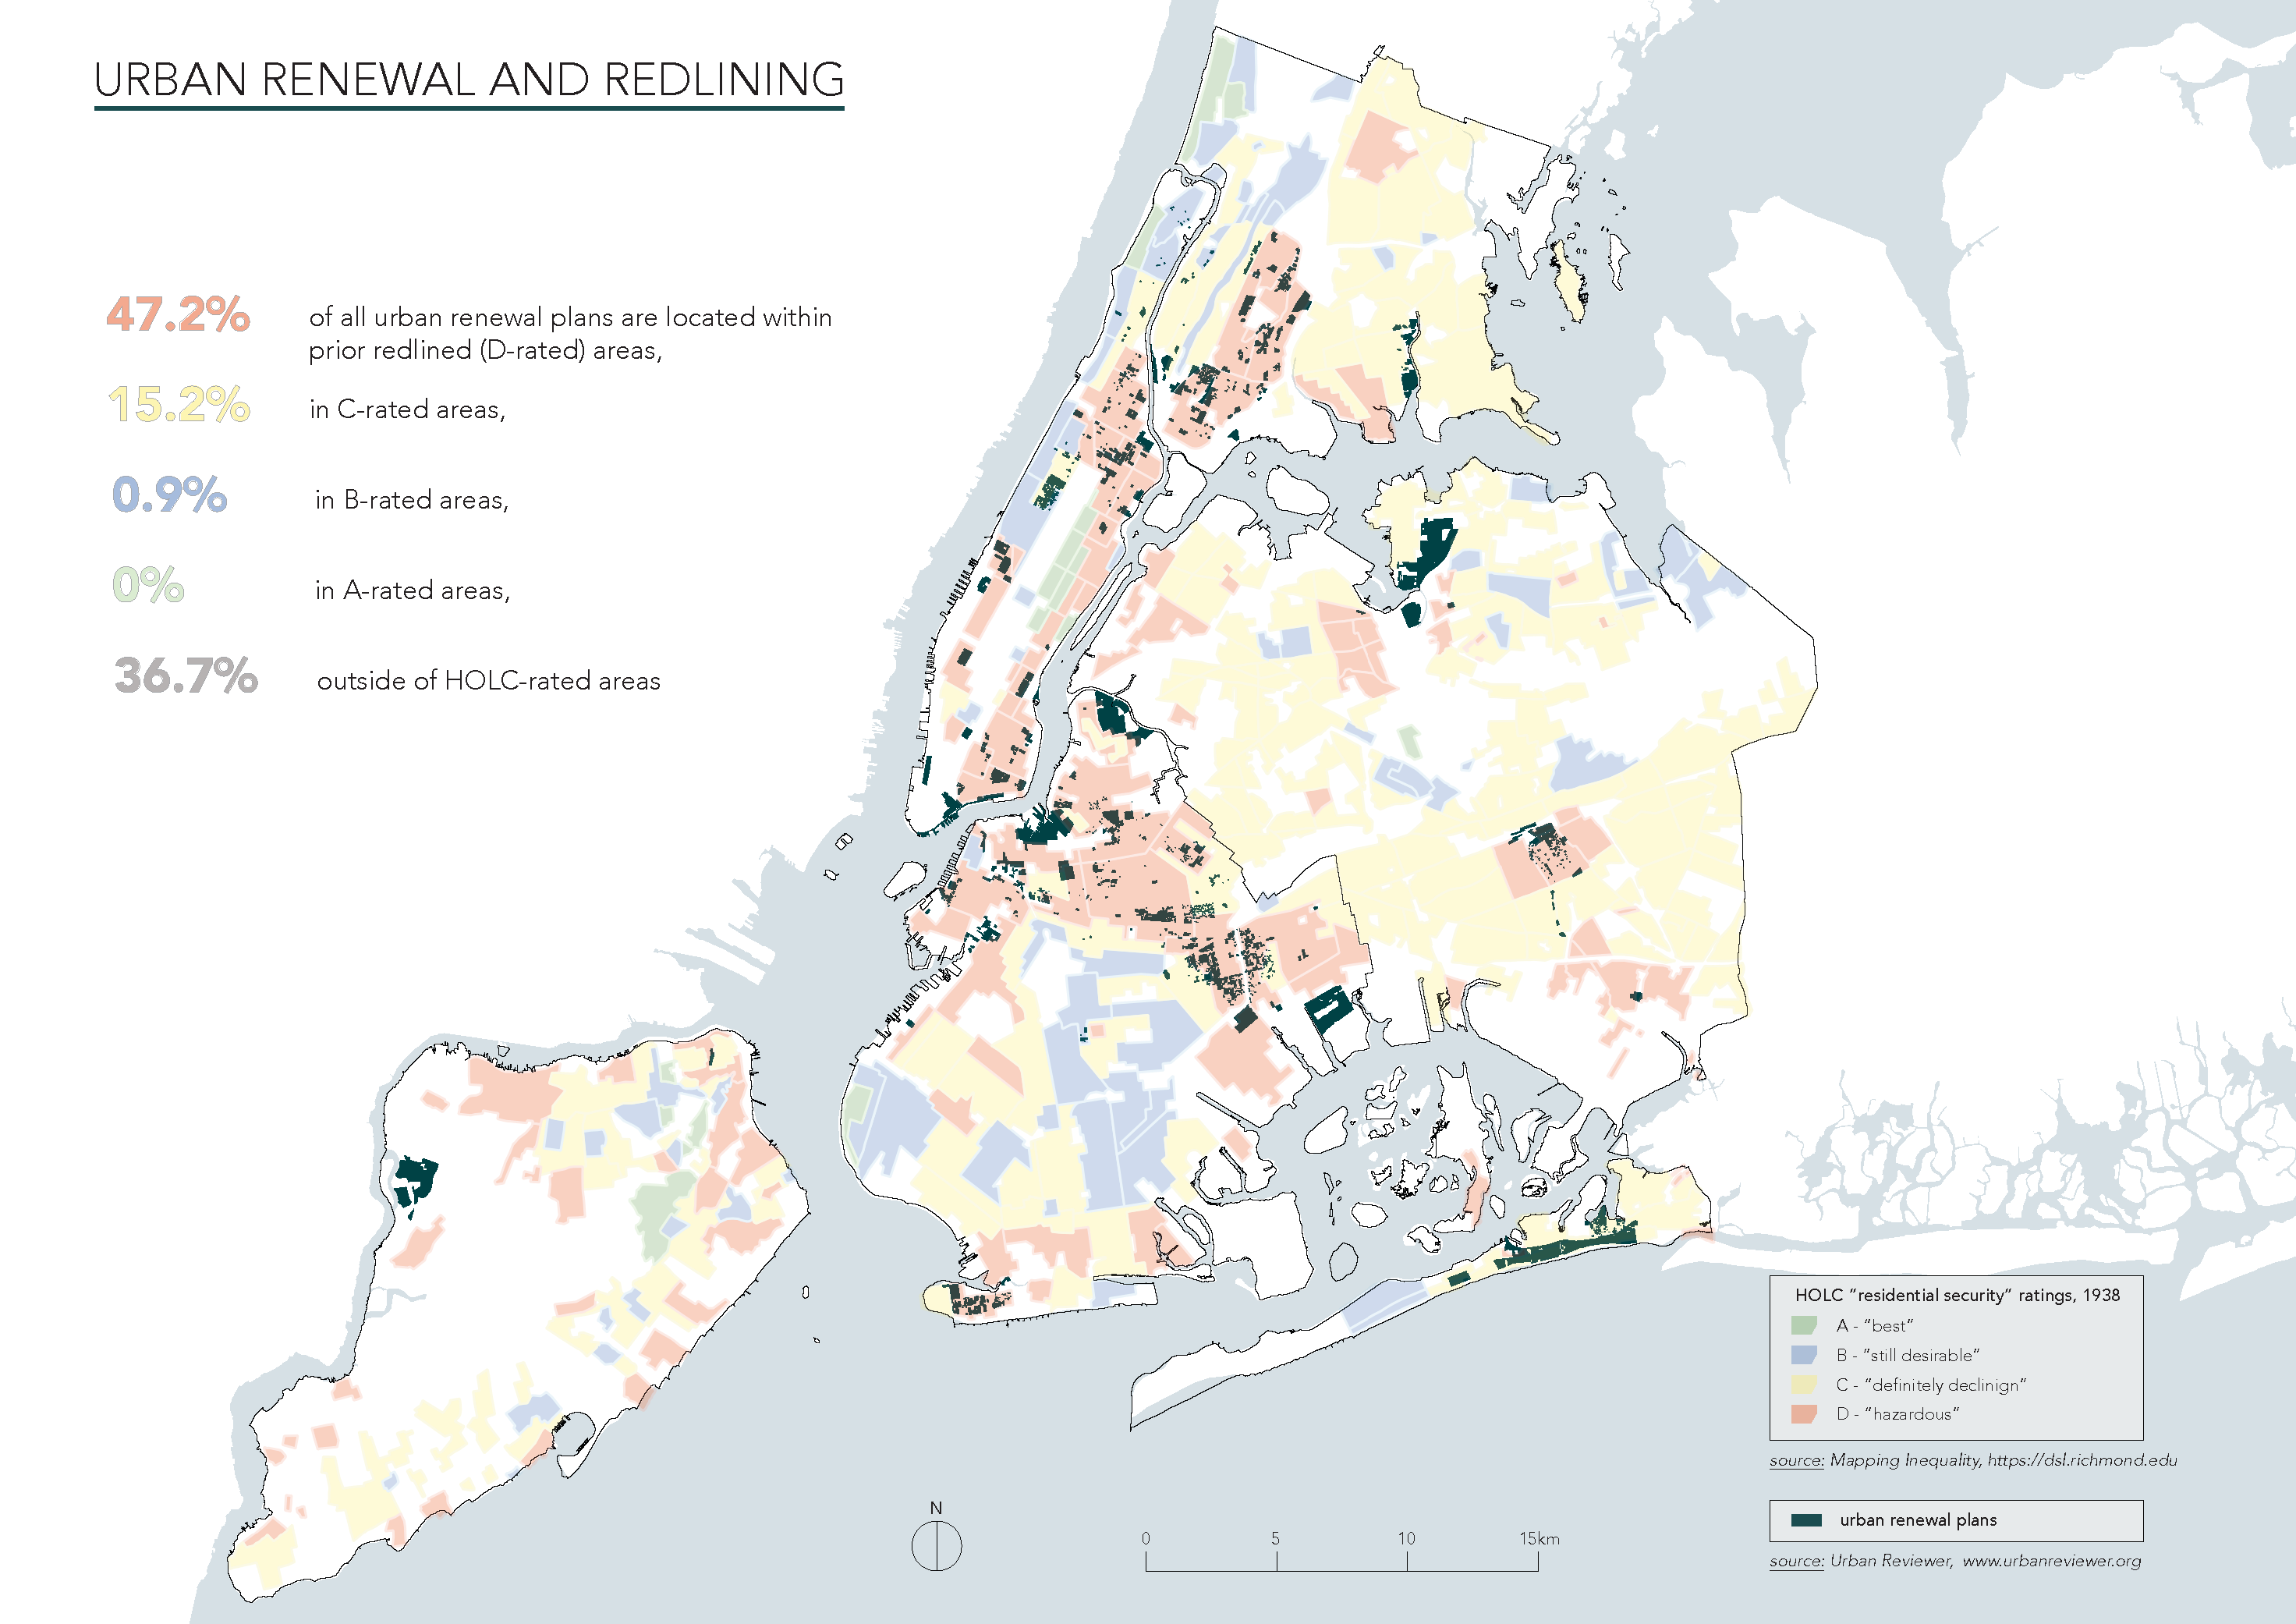 URBAN RENEWAL AND REDLINING
47.2% of all urban renewal plans are located within
prior redlined (D-rated) areas,
15.2% in C-rated areas,
0.9% in B-rated areas,
0% in A-rated areas,
36.7% outside of HOLC-rated areas
HOLC “residential security” ratings, 1938
A - “best”
B - “still desirable”
C - “definitely declinign”
D - “hazardous”
source: Mapping Inequality, https://dsl.richmond.edu
urban renewal plans
source: Urban Reviewer, www.urbanreviewer.org
N
0 5 10 15km